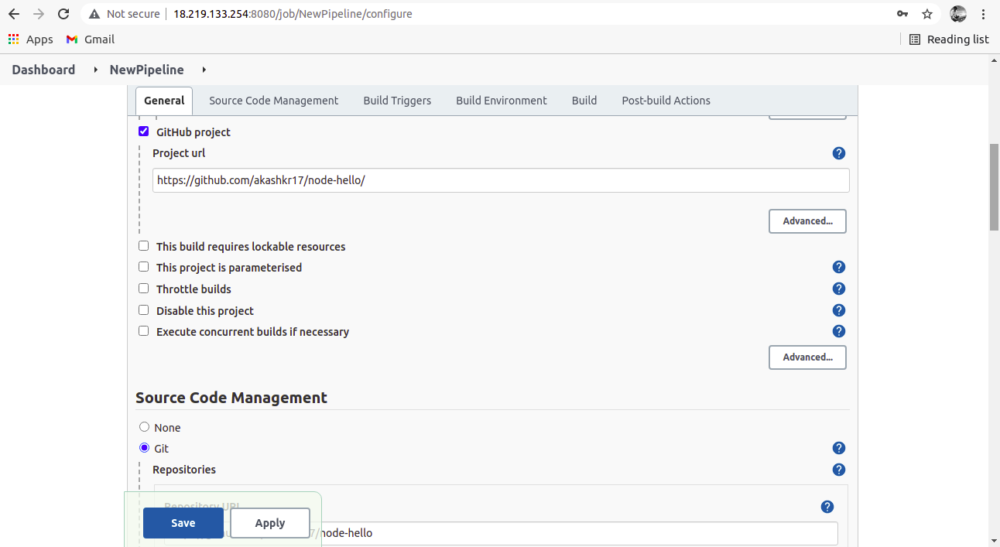 Not secure
18.219.133.254:8080/job/NewPipeline/configure
Apps
Gmail
Reading list
Dashboard
NewPipeline
General
Source Code Management
Build Triggers
Build Environment
Build
Post-build Actions
GitHub project
Project url
?
https://github.com/akashkr17/node-hello/
Advanced...
This build requires lockable resources
This project is parameterised
?
Throttle builds
?
Disable this project
?
Execute concurrent builds if necessary
?
Advanced...
Source Code Management
None
Git
?
Repositories
?
Repository URL
?
Save
Apply
7/node-hello